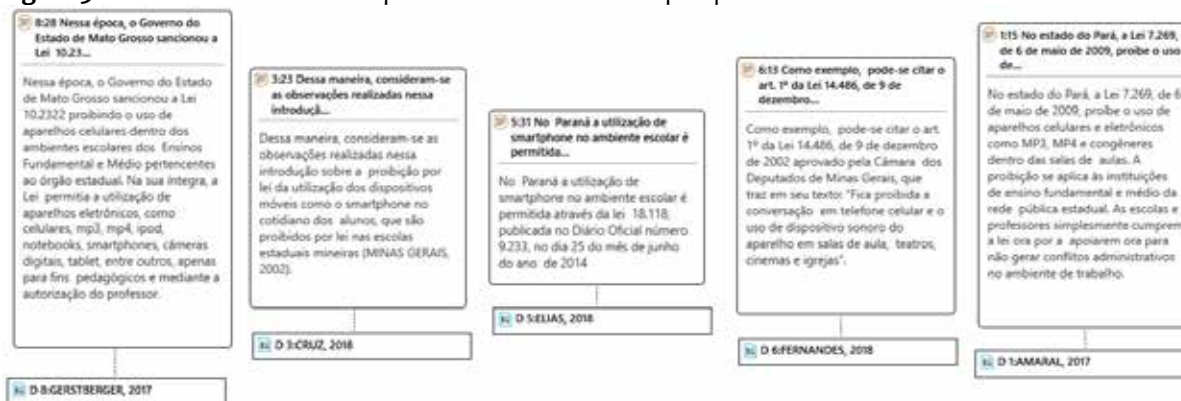 8:28 Nessa época, o Governo do
Estado de Mato Grosso sancionou a
Lei 10.23...
Nessa época, o Governo do Estado
de Mato Grosso sancionou a Lei
10.2322 proibindo o uso de
aparelhos celulares dentro dos
ambientes escolares dos Ensinos
Fundamental e Médio pertencentes
ao órgão estadual. Na sua íntegra, a
Lei permitia a utilização de
aparelhos eletrônicos, como
celulares, mp3, mp4, ipod,
notebooks, smartphones, câmeras
digitais, tablet, entre outros, apenas
para fins pedagógicos e mediante a
autorização do professor.
D 8:GERSTBERGER, 2017
3:23 Dessa maneira, consideram-se
as observações realizadas nessa
introduçã...
Dessa maneira, consideram-se as
observações realizadas nessa
introdução sobre a proibição por
lei da utilização dos dispositivos
móveis como o smartphone no
cotidiano dos alunos, que são
proibidos por lei nas escolas
estaduais mineiras (MINAS GERAIS,
2002).
D 3:CRUZ, 2018
5:31 No Paraná a utilização de
smartphone no ambiente escolar é
permitida...
No Paraná a utilização de
smartphone no ambiente escolar é
permitida através da lei 18.118,
publicada no Diário Oficial número
9.233, no dia 25 do mês de junho
do ano de 2014
D 5:ELIAS, 2018
6:13 Como exemplo, pode-se citar o
art. 1º da Lei 14.486, de 9 de
dezembro...
Como exemplo, pode-se citar o art.
1º da Lei 14.486, de 9 de dezembro
de 2002 aprovado pela Câmara dos
Deputados de Minas Gerais, que
traz em seu texto: "Fica proibida a
conversação em telefone celular e o
uso de dispositivo sonoro do
aparelho em salas de aula, teatros,
cinemas e igrejas".
D 6:FERNANDES, 2018
1:15 No estado do Pará, a Lei 7.269,
de 6 de maio de 2009, proíbe o uso
de...
No estado do Pará, a Lei 7.269, de 6
de maio de 2009, proíbe o uso de
aparelhos celulares e eletrônicos
como MP3, MP4 e congêneres
dentro das salas de aulas. A
proibição se aplica às instituições
de ensino fundamental e médio da
rede pública estadual. As escolas e
professores simplesmente cumprem
a lei ora por a apoiarem ora para
não gerar conflitos administrativos
no ambiente de trabalho.
D 1:AMARAL, 2017